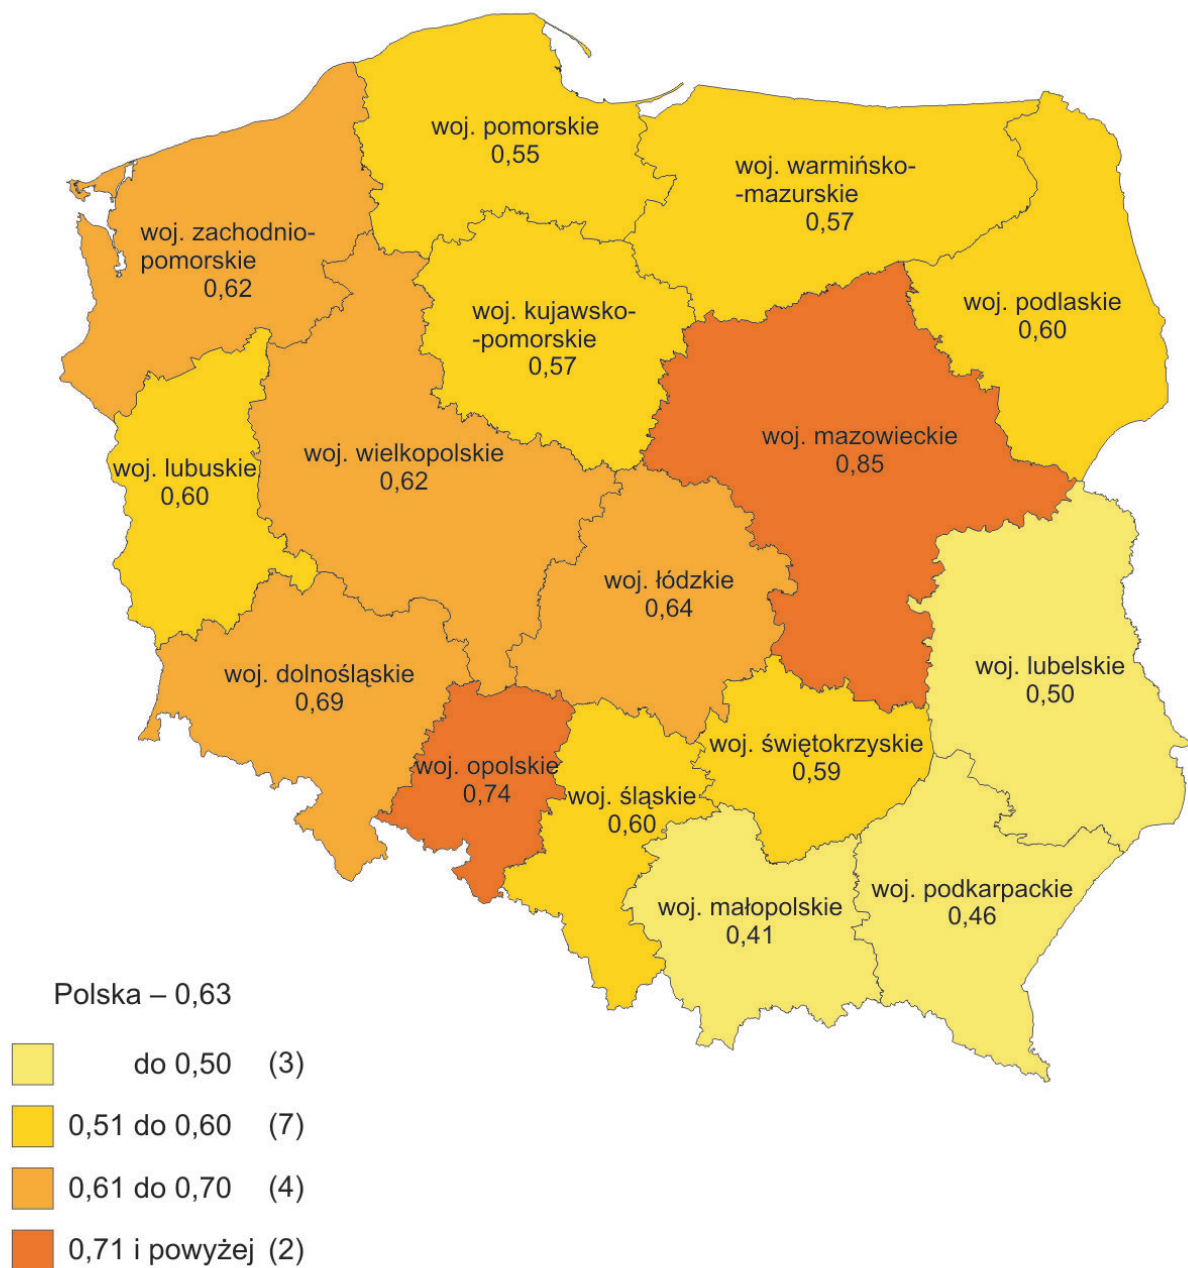 woj. pomorskie
0,55
woj. warmińsko-
-mazurskie
0,57
woj. zachodnio-
pomorskie
0,62
woj. kujawsko-
-pomorskie
0,57
woj. podlaskie
0,60
woj. mazowieckie
0,85
woj. wielkopolskie
0,62
woj. lubuskie
0,60
woj. łódzkie
0,64
woj. dolnośląskie
0,69
woj. lubelskie
0,50
woj. opolskie
0,74
woj. świętokrzyskie
0,59
woj. śląskie
0,60
woj. małopolskie
0,41
woj. podkarpackie
0,46
Polska – 0,63
do 0,50 (3)
0,51 do 0,60 (7)
0,61 do 0,70 (4)
0,71 i powyżej (2)